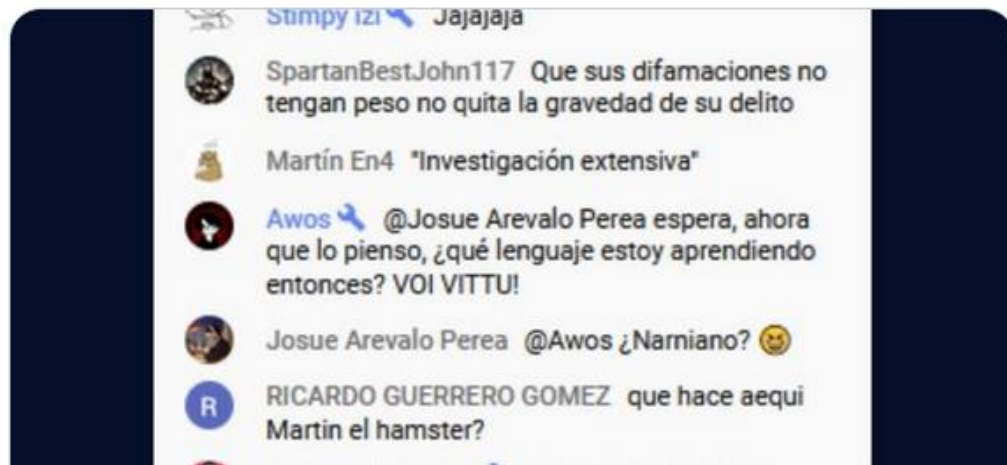 Stimpy izi Jajajaja
SpartanBestJohn117 Que sus difamaciones no
tengan peso no quita la gravedad de su delito
Martín En4 "Investigación extensiva"
Awos @Josue Arevalo Perea espera, ahora
que lo pienso, ¿qué lenguaje estoy aprendiendo
entonces? VOI VITTU!
Josue Arevalo Perea @Awos ¿Narniano? 😆
R
RICARDO GUERRERO GOMEZ que hace aequi
Martin el hamster?